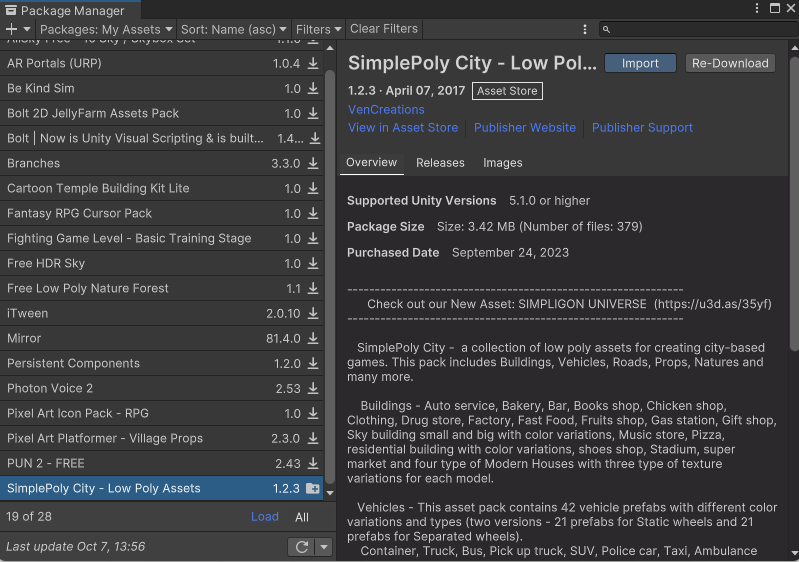 Package Manager
Packages: My Assets
Sort: Name (asc)
Filters
Clear Filters
AR Portals (URP) 1.0.4
Be Kind Sim 1.0
Bolt 2D JellyFarm Assets Pack 1.0
Bolt | Now is Unity Visual Scripting & is built... 1.4...
Branches 3.3.0
Cartoon Temple Building Kit Lite 1.0
Fantasy RPG Cursor Pack 1.0
Fighting Game Level - Basic Training Stage 1.0
Free HDR Sky 1.0
Free Low Poly Nature Forest 1.1
iTween 2.0.10
Mirror 81.4.0
Persistent Components 1.2.0
Photon Voice 2 2.53
Pixel Art Icon Pack - RPG 1.0
Pixel Art Platformer - Village Props 2.3.0
PUN 2 - FREE 2.43
SimplePoly City - Low Poly Assets 1.2.3
19 of 28 Load All
Last update Oct 7, 13:56
SimplePoly City - Low Pol... Import Re-Download
1.2.3 · April 07, 2017 Asset Store
VenCreations
View in Asset Store Publisher Website Publisher Support
Overview Releases Images
Supported Unity Versions 5.1.0 or higher
Package Size Size: 3.42 MB (Number of files: 379)
Purchased Date September 24, 2023
-------------------------------------------------------------
Check out our New Asset: SIMPLIGON UNIVERSE (https://u3d.as/35yf)
-------------------------------------------------------------
SimplePoly City - a collection of low poly assets for creating city-based
games. This pack includes Buildings, Vehicles, Roads, Props, Natures and
many more.
Buildings - Auto service, Bakery, Bar, Books shop, Chicken shop,
Clothing, Drug store, Factory, Fast Food, Fruits shop, Gas station, Gift shop,
Sky building small and big with color variations, Music store, Pizza,
residential building with color variations, shoes shop, Stadium, super
market and four type of Modern Houses with three type of texture
variations for each model.
Vehicles - This asset pack contains 42 vehicle prefabs with different color
variations and types (two versions - 21 prefabs for Static wheels and 21
prefabs for Separated wheels).
Container, Truck, Bus, Pick up truck, SUV, Police car, Taxi, Ambulance